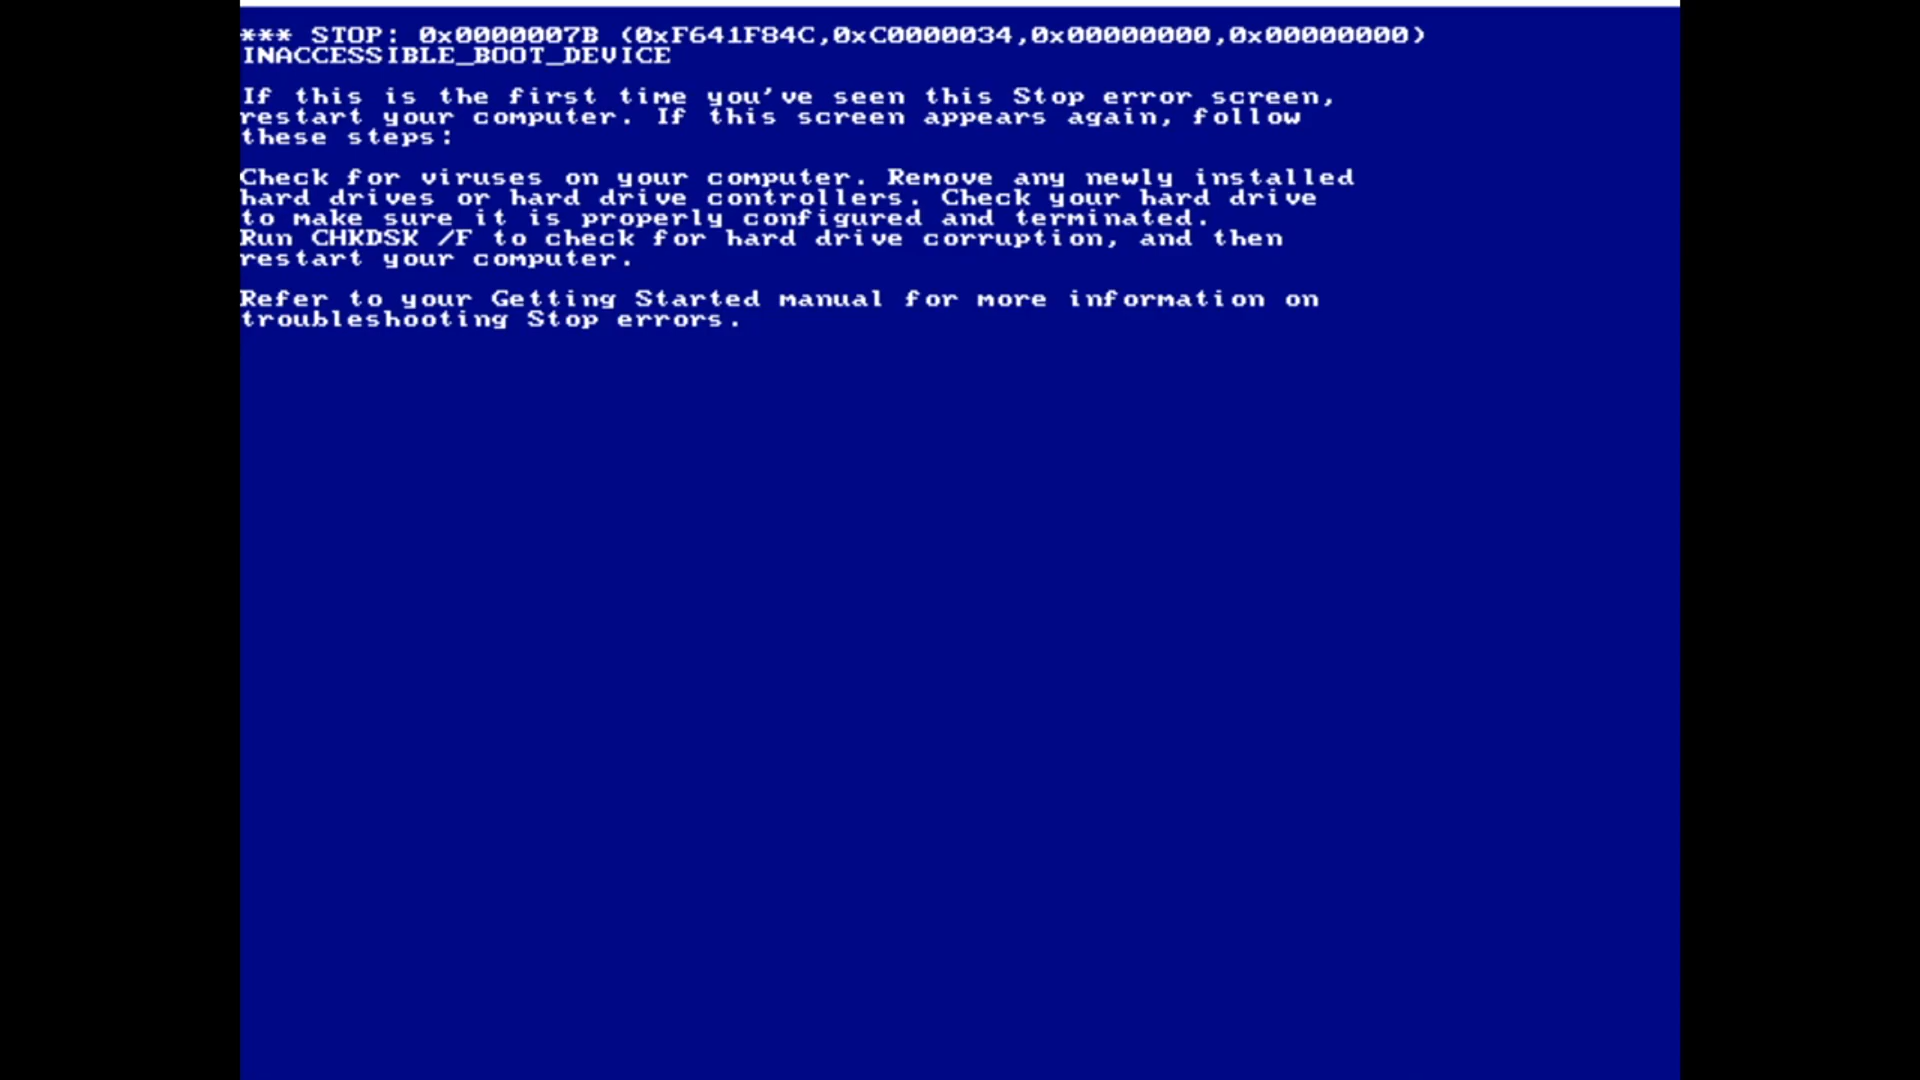 *** STOP: 0x0000007B (0xF641F84C,0xC0000034,0x00000000,0x00000000)
INACCESSIBLE_BOOT_DEVICE
If this is the first time you've seen this Stop error screen,
restart your computer. If this screen appears again, follow
these steps:
Check for viruses on your computer. Remove any newly installed
hard drives or hard drive controllers. Check your hard drive
to make sure it is properly configured and terminated.
Run CHKDSK /F to check for hard drive corruption, and then
restart your computer.
Refer to your Getting Started manual for more information on
troubleshooting Stop errors.